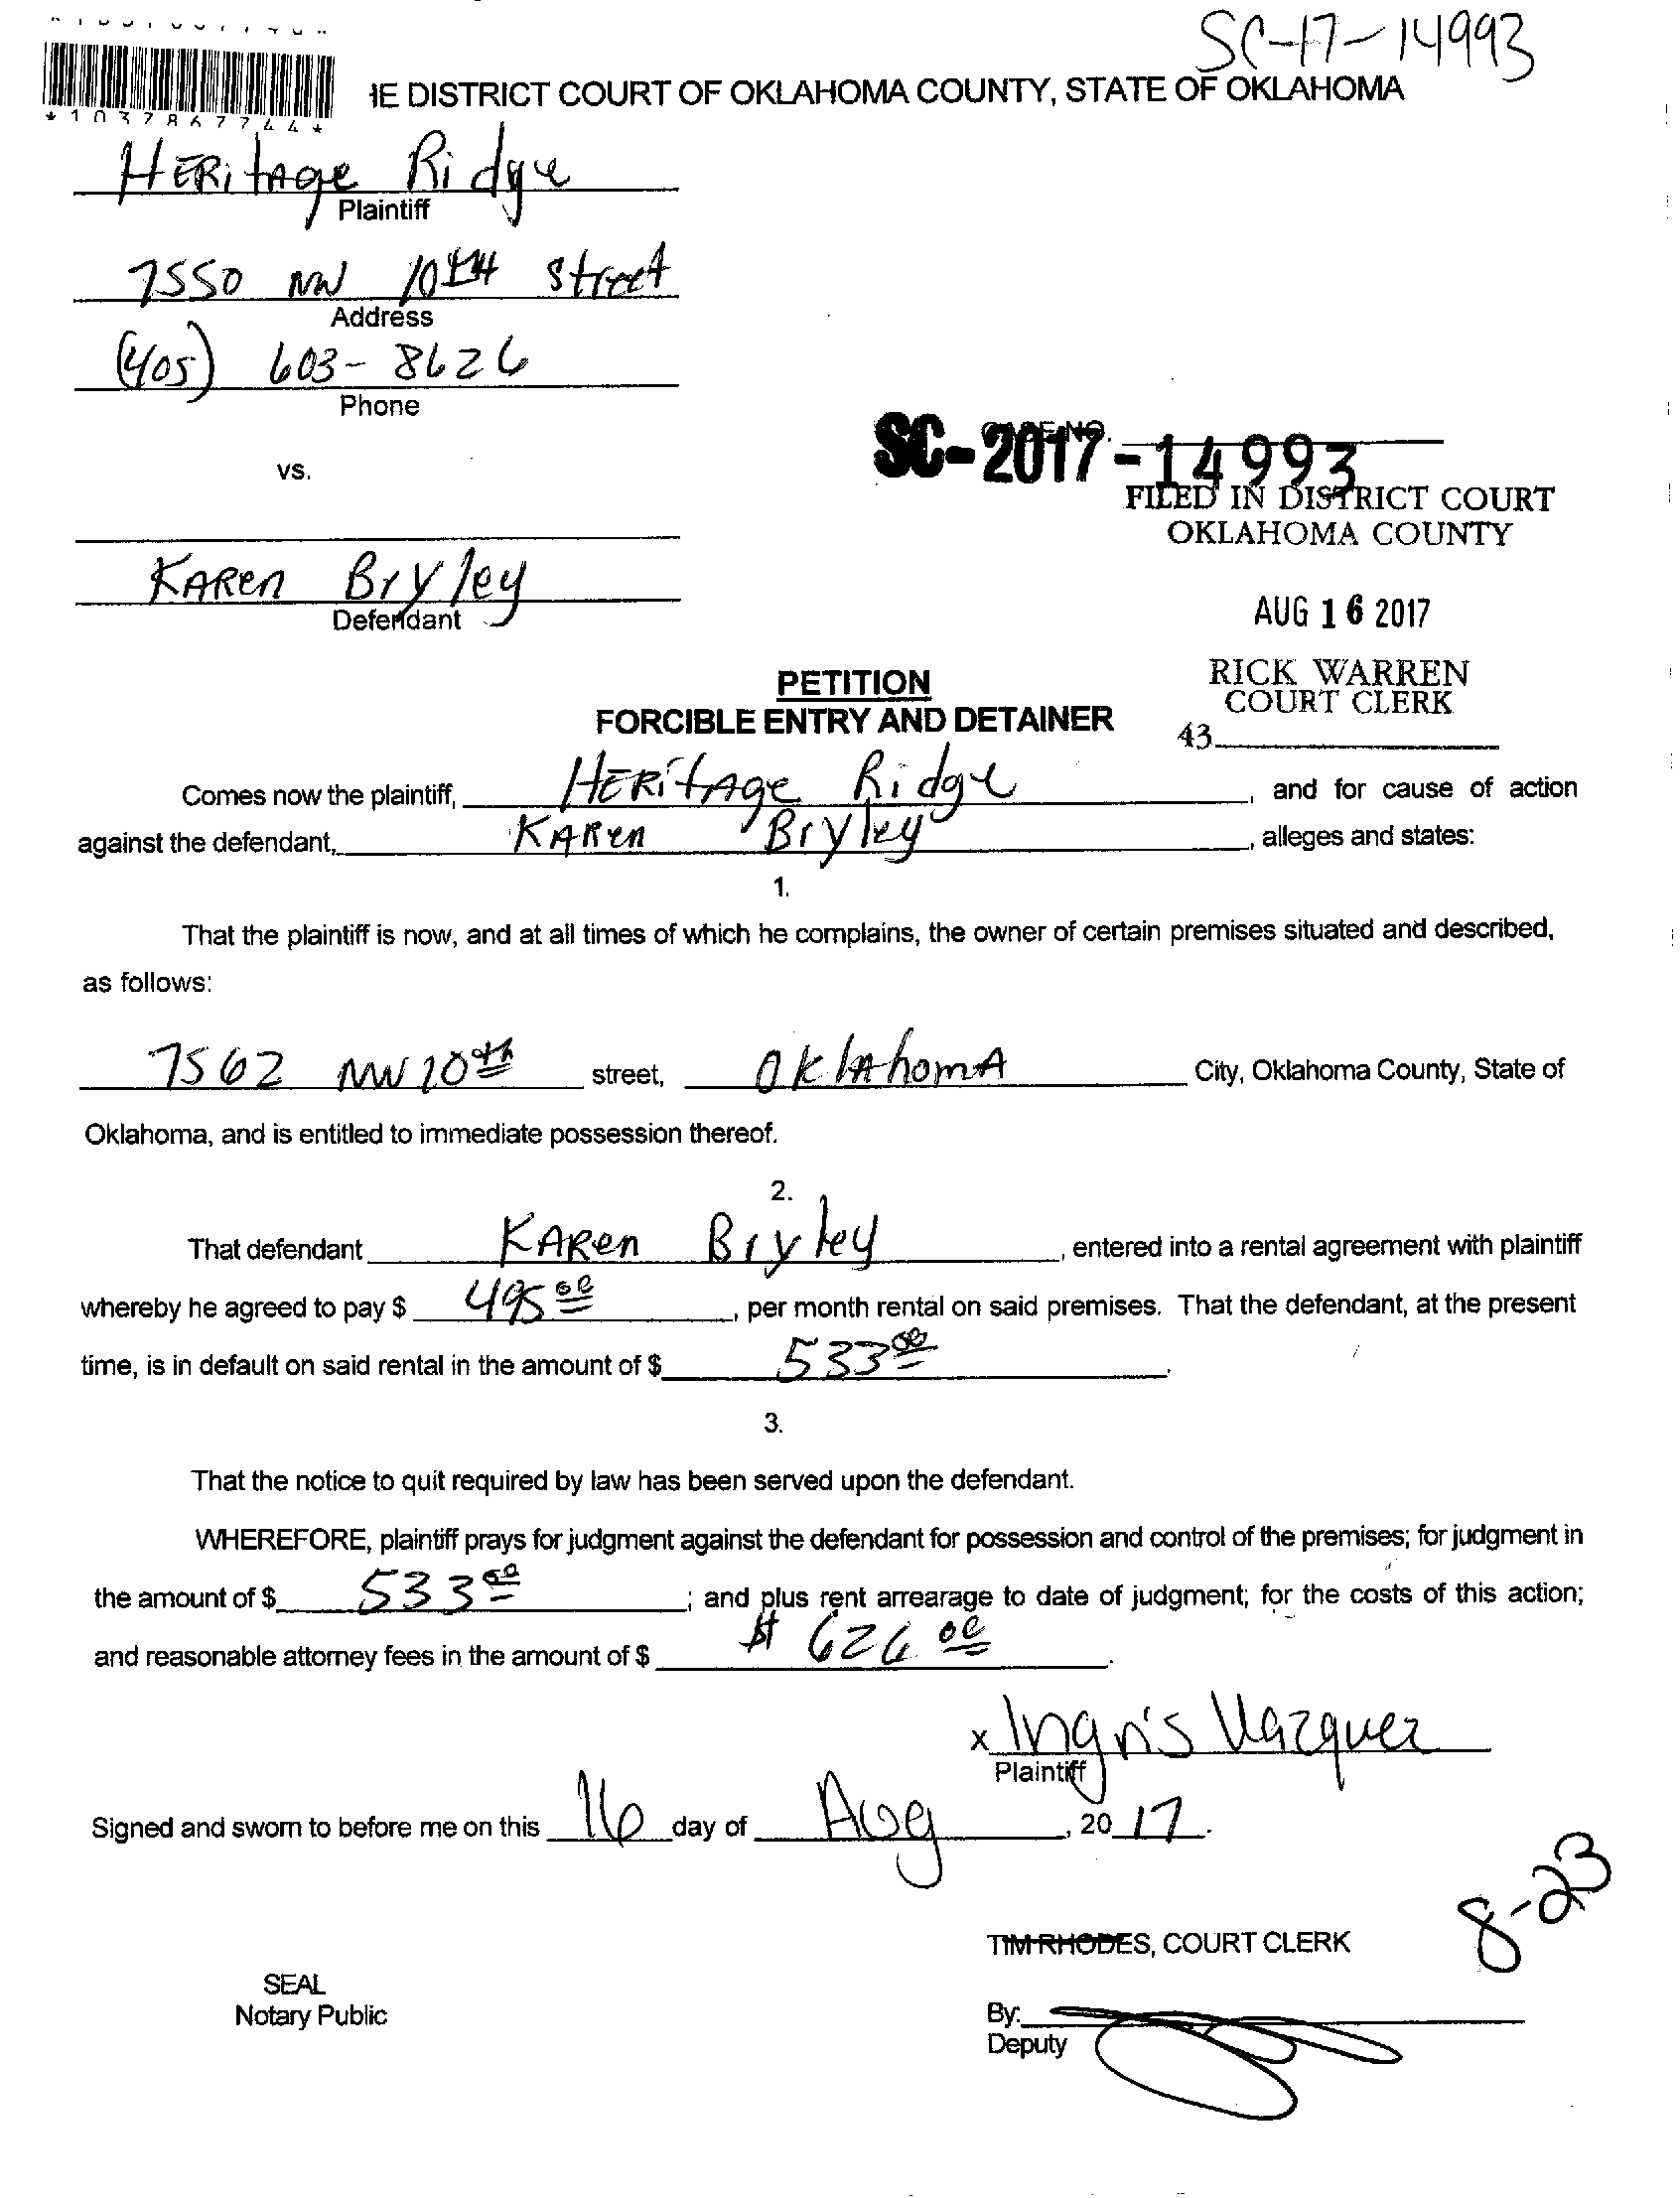 SC-17-14993
IE DISTRICT COURT OF OKLAHOMA COUNTY, STATE OF OKLAHOMA
*1037867744*
HERitAge Ridge
Plaintiff
7550 NW 10th street
Address
(405) 603-8626
Phone
CASE NO.
SC-2017-14993
vs.
FILED IN DISTRICT COURT
OKLAHOMA COUNTY
KAREn Bryley
Defendant
AUG 16 2017
RICK WARREN
COURT CLERK
43
PETITION
FORCIBLE ENTRY AND DETAINER
Comes now the plaintiff, HERitAge Ridge, and for cause of action
against the defendant, KAREn Bryley, alleges and states:
1.
That the plaintiff is now, and at all times of which he complains, the owner of certain premises situated and described,
as follows:
7562 NW 10th street, OklAhomA City, Oklahoma County, State of
Oklahoma, and is entitled to immediate possession thereof.
2.
That defendant KARen Bryley, entered into a rental agreement with plaintiff
whereby he agreed to pay $ 495 00, per month rental on said premises. That the defendant, at the present
time, is in default on said rental in the amount of $ 533 00.
3.
That the notice to quit required by law has been served upon the defendant.
WHEREFORE, plaintiff prays for judgment against the defendant for possession and control of the premises; for judgment in
the amount of $ 533 00; and plus rent arrearage to date of judgment; for the costs of this action;
and reasonable attorney fees in the amount of $ $ 626 00.
x Ingris Vazquez
Plaintiff
Signed and sworn to before me on this 16 day of Aug, 20 17.
8-23
TIM RHODES, COURT CLERK
SEAL
Notary Public
By:
Deputy